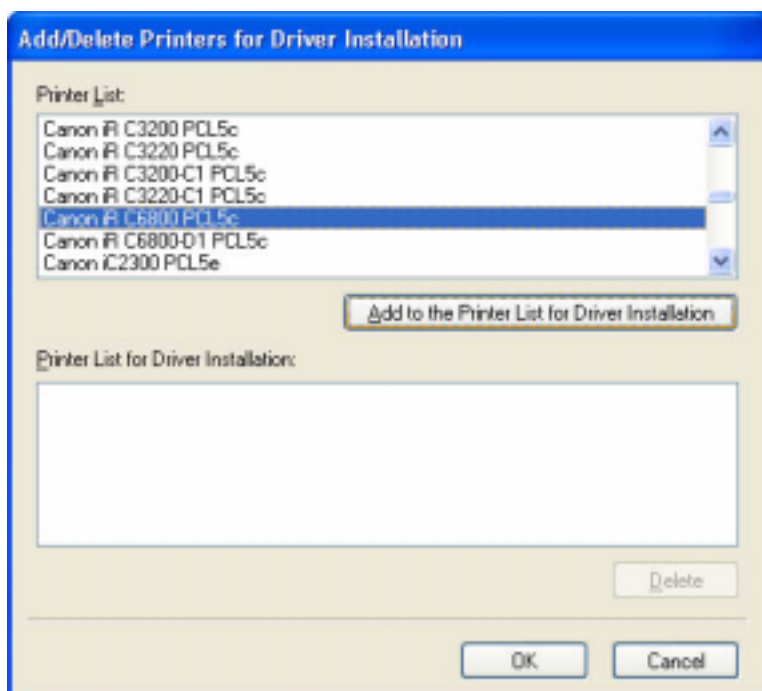 Add/Delete Printers for Driver Installation
Printer List:
Canon iR C3200 PCL5c
Canon iR C3220 PCL5c
Canon iR C3200-C1 PCL5c
Canon iR C3220-C1 PCL5c
Canon iR C6800 PCL5c
Canon iR C6800-D1 PCL5c
Canon iC2300 PCL5e
Add to the Printer List for Driver Installation
Printer List for Driver Installation:
Delete
OK Cancel